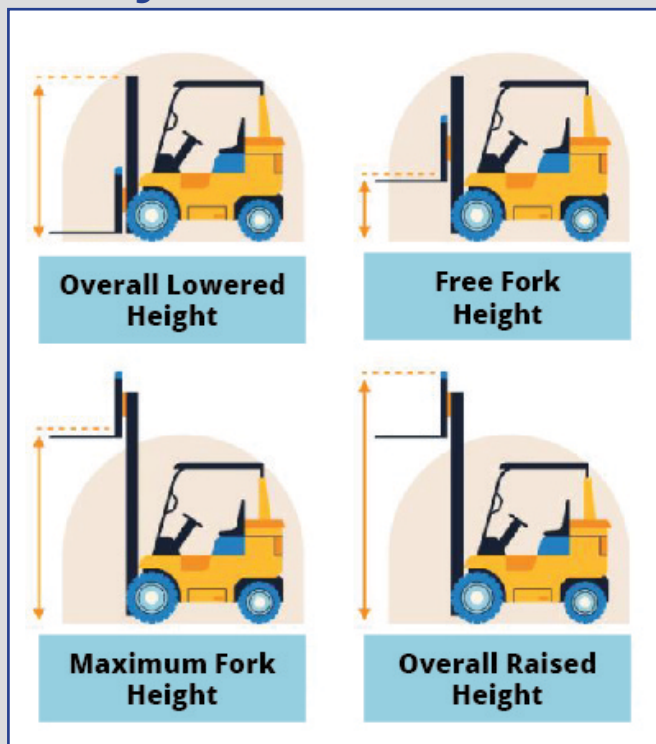 Overall Lowered
Height
Free Fork
Height
Maximum Fork
Height
Overall Raised
Height